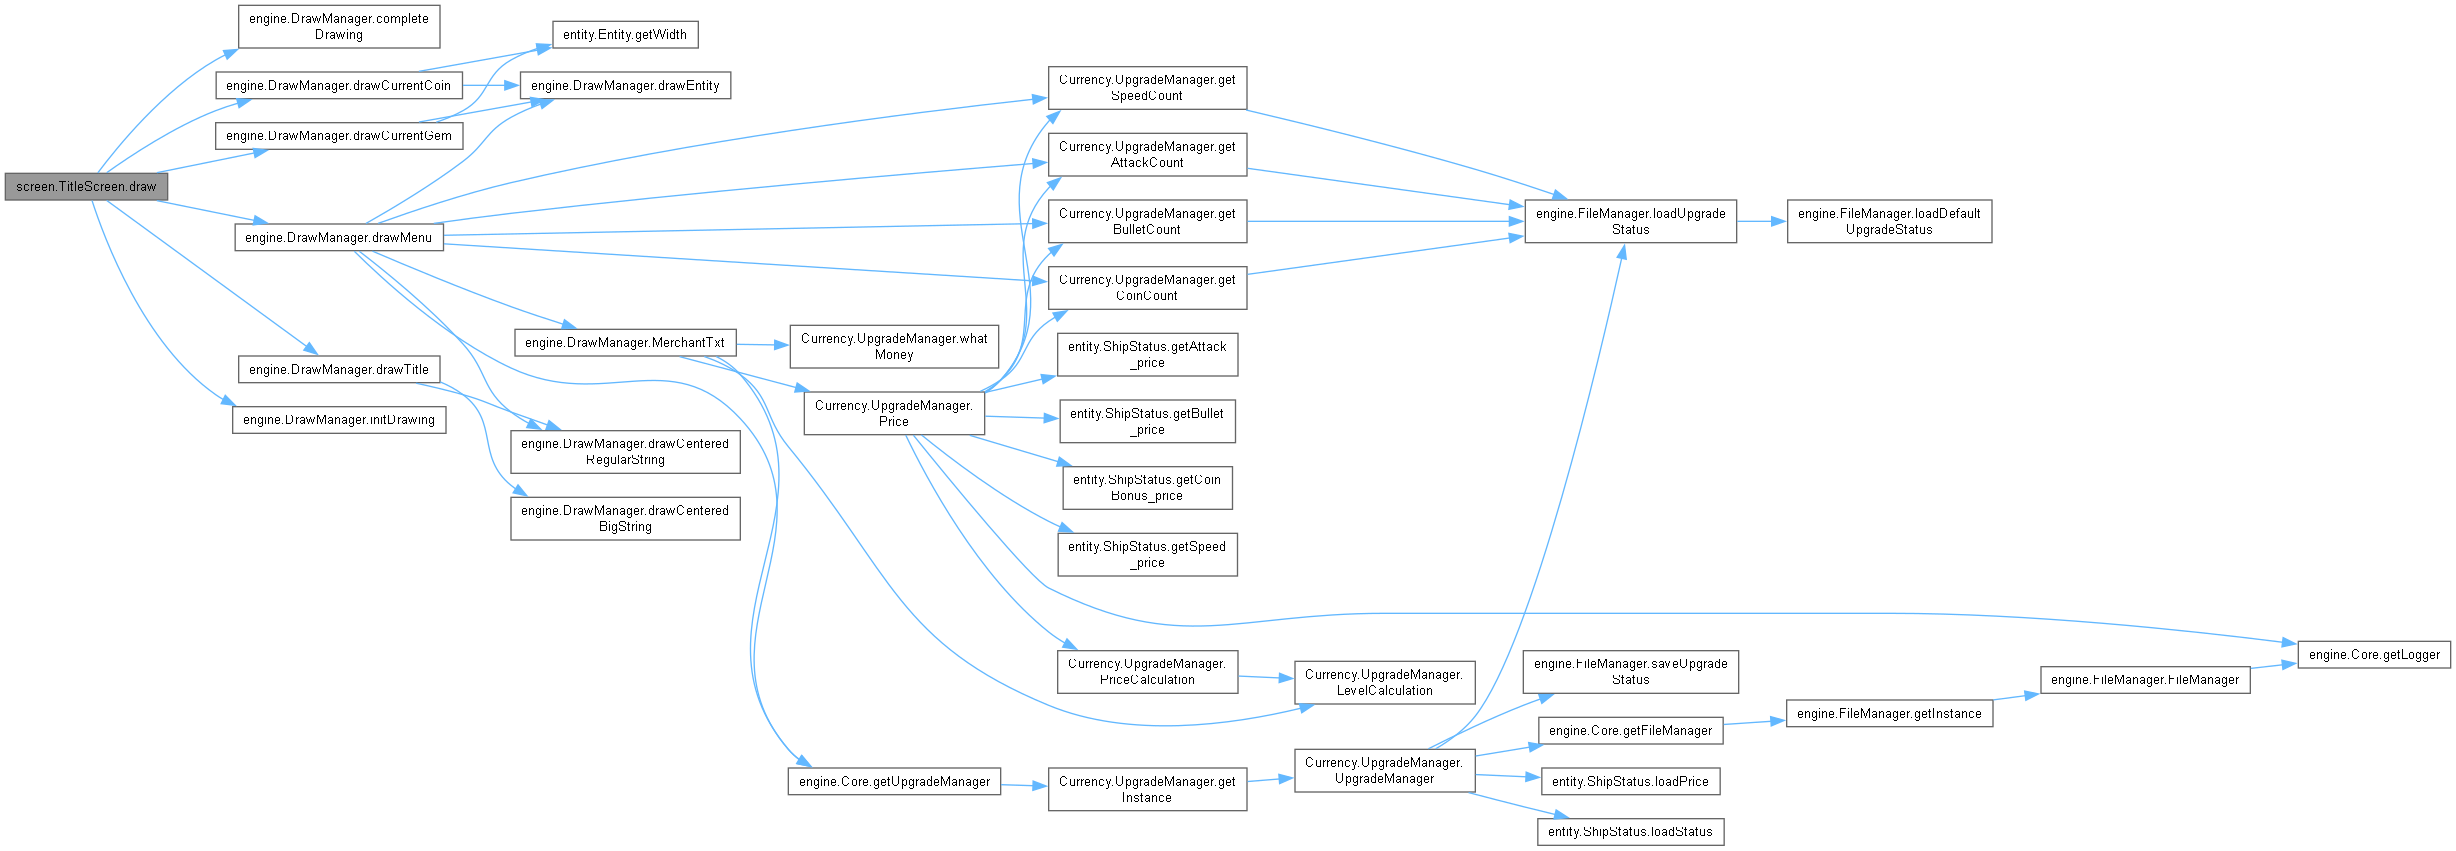 screen.TitleScreen.draw
engine.DrawManager.complete
Drawing
engine.DrawManager.drawCurrentCoin
engine.DrawManager.drawCurrentGem
engine.DrawManager.drawMenu
engine.DrawManager.drawTitle
engine.DrawManager.initDrawing
entity.Entity.getWidth
engine.DrawManager.drawEntity
engine.DrawManager.MerchantTxt
engine.DrawManager.drawCentered
RegularString
engine.DrawManager.drawCentered
BigString
Currency.UpgradeManager.what
Money
Currency.UpgradeManager.
Price
engine.Core.getUpgradeManager
Currency.UpgradeManager.get
SpeedCount
Currency.UpgradeManager.get
AttackCount
Currency.UpgradeManager.get
BulletCount
Currency.UpgradeManager.get
CoinCount
entity.ShipStatus.getAttack
_price
entity.ShipStatus.getBullet
_price
entity.ShipStatus.getCoin
Bonus_price
entity.ShipStatus.getSpeed
_price
Currency.UpgradeManager.
PriceCalculation
Currency.UpgradeManager.get
Instance
Currency.UpgradeManager.
LevelCalculation
Currency.UpgradeManager.
UpgradeManager
engine.FileManager.loadUpgrade
Status
engine.FileManager.saveUpgrade
Status
engine.Core.getFileManager
entity.ShipStatus.loadPrice
entity.ShipStatus.loadStatus
engine.FileManager.loadDefault
UpgradeStatus
engine.FileManager.getInstance
engine.FileManager.FileManager
engine.Core.getLogger